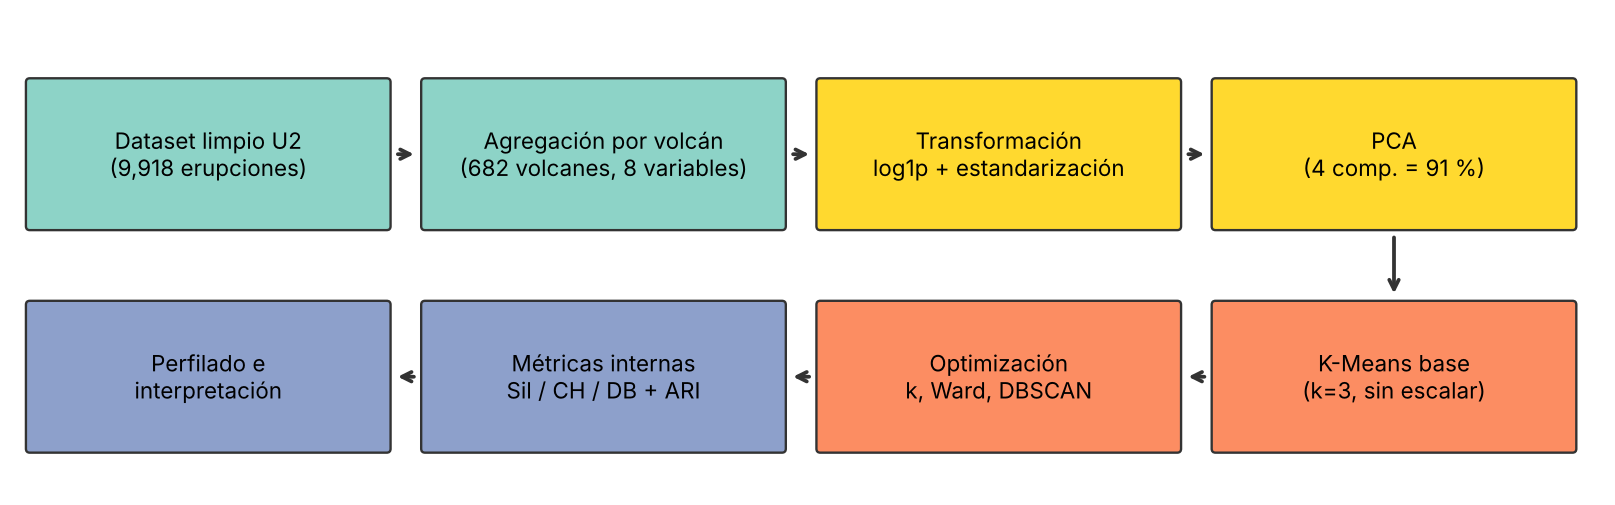 Dataset limpio U2
(9,918 erupciones)
Agregación por volcán
(682 volcanes, 8 variables)
Transformación
log1p + estandarización
PCA
(4 comp. = 91 %)
K-Means base
(k=3, sin escalar)
Optimización
k, Ward, DBSCAN
Métricas internas
Sil / CH / DB + ARI
Perfilado e
interpretación